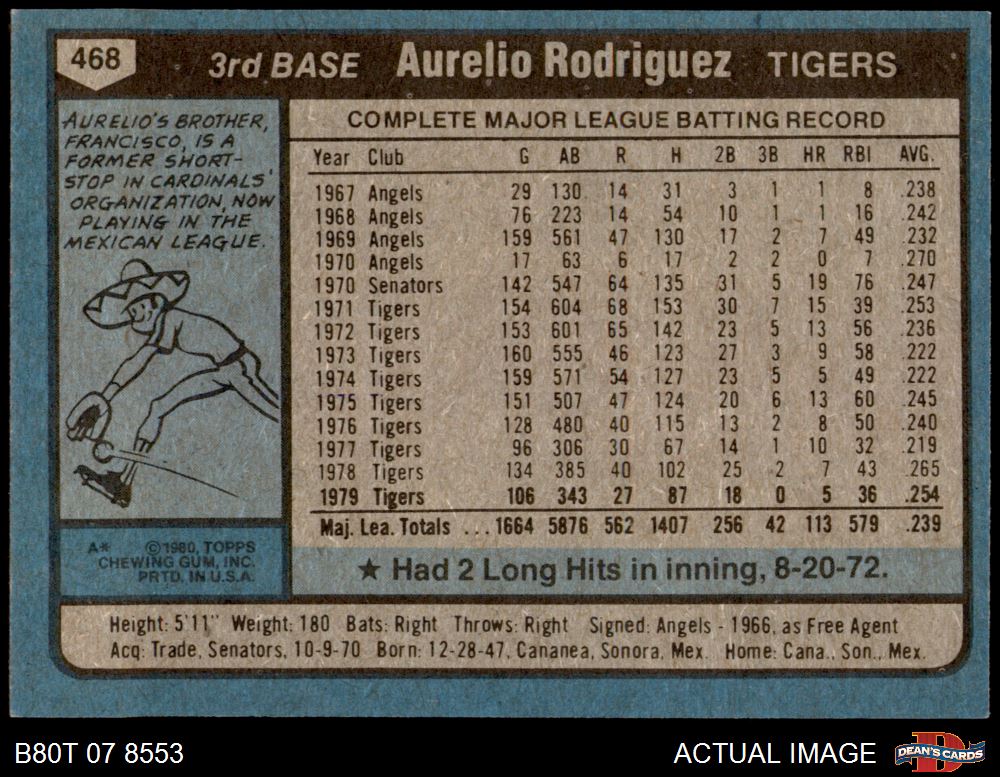 468
3rd BASE Aurelio Rodriguez TIGERS
AURELIO'S BROTHER,
FRANCISCO, IS A
FORMER SHORT-
STOP IN CARDINALS'
ORGANIZATION, NOW
PLAYING IN THE
MEXICAN LEAGUE.
A* ©1980, TOPPS
CHEWING GUM, INC.
PRTD. IN U.S.A.
COMPLETE MAJOR LEAGUE BATTING RECORD
Year Club G AB R H 2B 3B HR RBI AVG.
1967 Angels 29 130 14 31 3 1 1 8 .238
1968 Angels 76 223 14 54 10 1 1 16 .242
1969 Angels 159 561 47 130 17 2 7 49 .232
1970 Angels 17 63 6 17 2 2 0 7 .270
1970 Senators 142 547 64 135 31 5 19 76 .247
1971 Tigers 154 604 68 153 30 7 15 39 .253
1972 Tigers 153 601 65 142 23 5 13 56 .236
1973 Tigers 160 555 46 123 27 3 9 58 .222
1974 Tigers 159 571 54 127 23 5 5 49 .222
1975 Tigers 151 507 47 124 20 6 13 60 .245
1976 Tigers 128 480 40 115 13 2 8 50 .240
1977 Tigers 96 306 30 67 14 1 10 32 .219
1978 Tigers 134 385 40 102 25 2 7 43 .265
1979 Tigers 106 343 27 87 18 0 5 36 .254
Maj. Lea. Totals ... 1664 5876 562 1407 256 42 113 579 .239
★ Had 2 Long Hits in inning, 8-20-72.
Height: 5'11" Weight: 180 Bats: Right Throws: Right Signed: Angels - 1966, as Free Agent
Acq: Trade, Senators, 10-9-70 Born: 12-28-47, Cananea, Sonora, Mex. Home: Cana., Son., Mex.
B80T 07 8553
ACTUAL IMAGE
DEAN'S CARDS